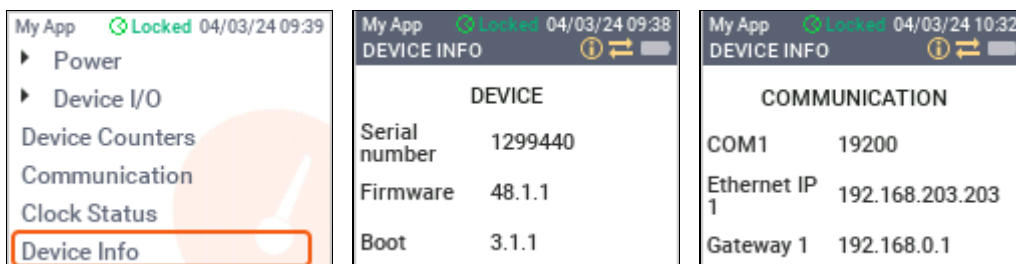 My App Locked 04/03/24 09:39
Power
Device I/O
Device Counters
Communication
Clock Status
Device Info
My App Locked 04/03/24 09:38
DEVICE INFO
DEVICE
Serial number 1299440
Firmware 48.1.1
Boot 3.1.1
My App Locked 04/03/24 10:32
DEVICE INFO
COMMUNICATION
COM1 19200
Ethernet IP 1 192.168.203.203
Gateway 1 192.168.0.1